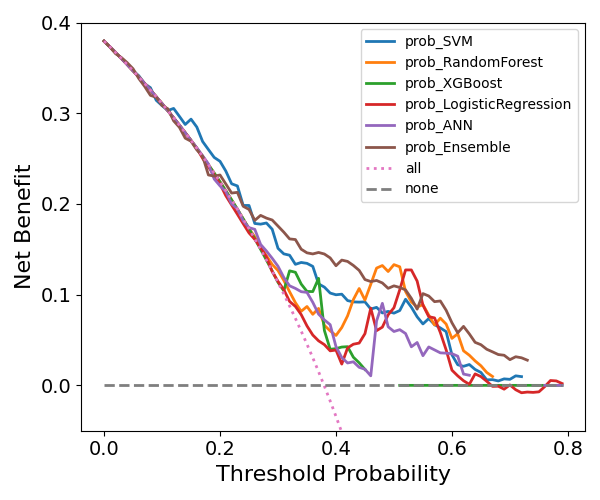 0.4
0.3
0.2
0.1
0.0
Net Benefit
prob_SVM
prob_RandomForest
prob_XGBoost
prob_LogisticRegression
prob_ANN
prob_Ensemble
all
none
0.0 0.2 0.4 0.6 0.8
Threshold Probability